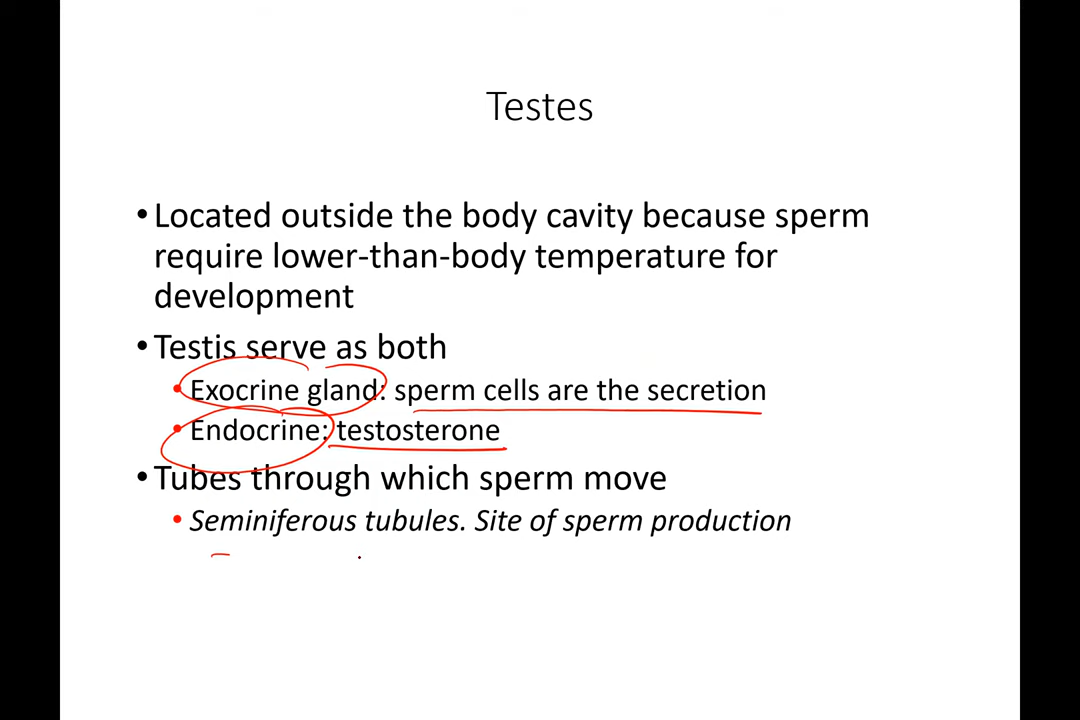 Testes
• Located outside the body cavity because sperm
require lower-than-body temperature for
development
• Testis serve as both
• Exocrine gland: sperm cells are the secretion
• Endocrine: testosterone
• Tubes through which sperm move
• Seminiferous tubules. Site of sperm production